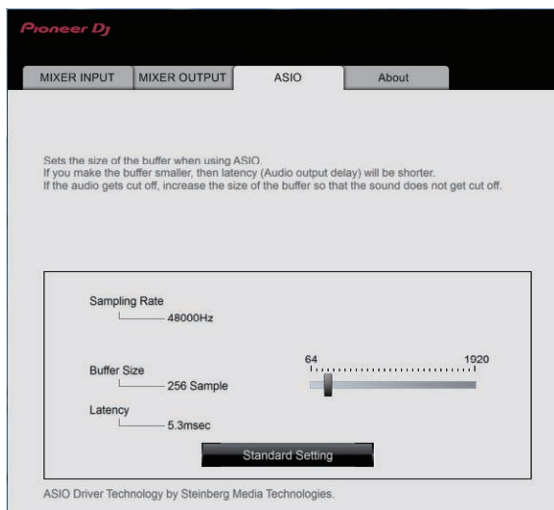 Pioneer Dj
MIXER INPUT
MIXER OUTPUT
ASIO
About
Sets the size of the buffer when using ASIO.
If you make the buffer smaller, then latency (Audio output delay) will be shorter.
If the audio gets cut off, increase the size of the buffer so that the sound does not get cut off.
Sampling Rate
48000Hz
64
1920
Buffer Size
256 Sample
Latency
5.3msec
Standard Setting
ASIO Driver Technology by Steinberg Media Technologies.